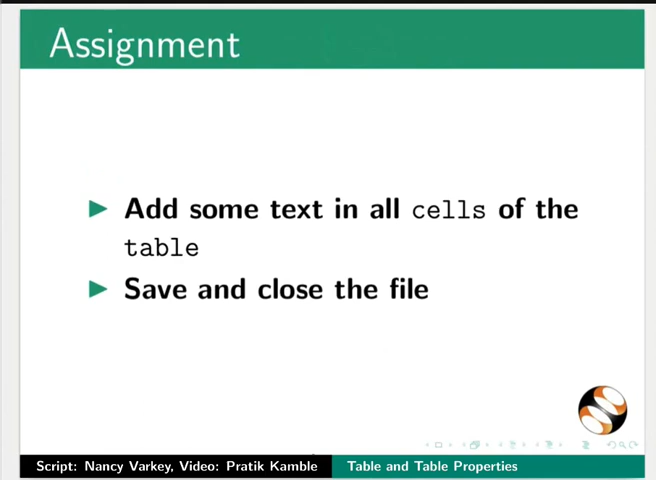 Assignment
Add some text in all cells of the
table
Save and close the file
Script: Nancy Varkey, Video: Pratik Kamble Table and Table Properties